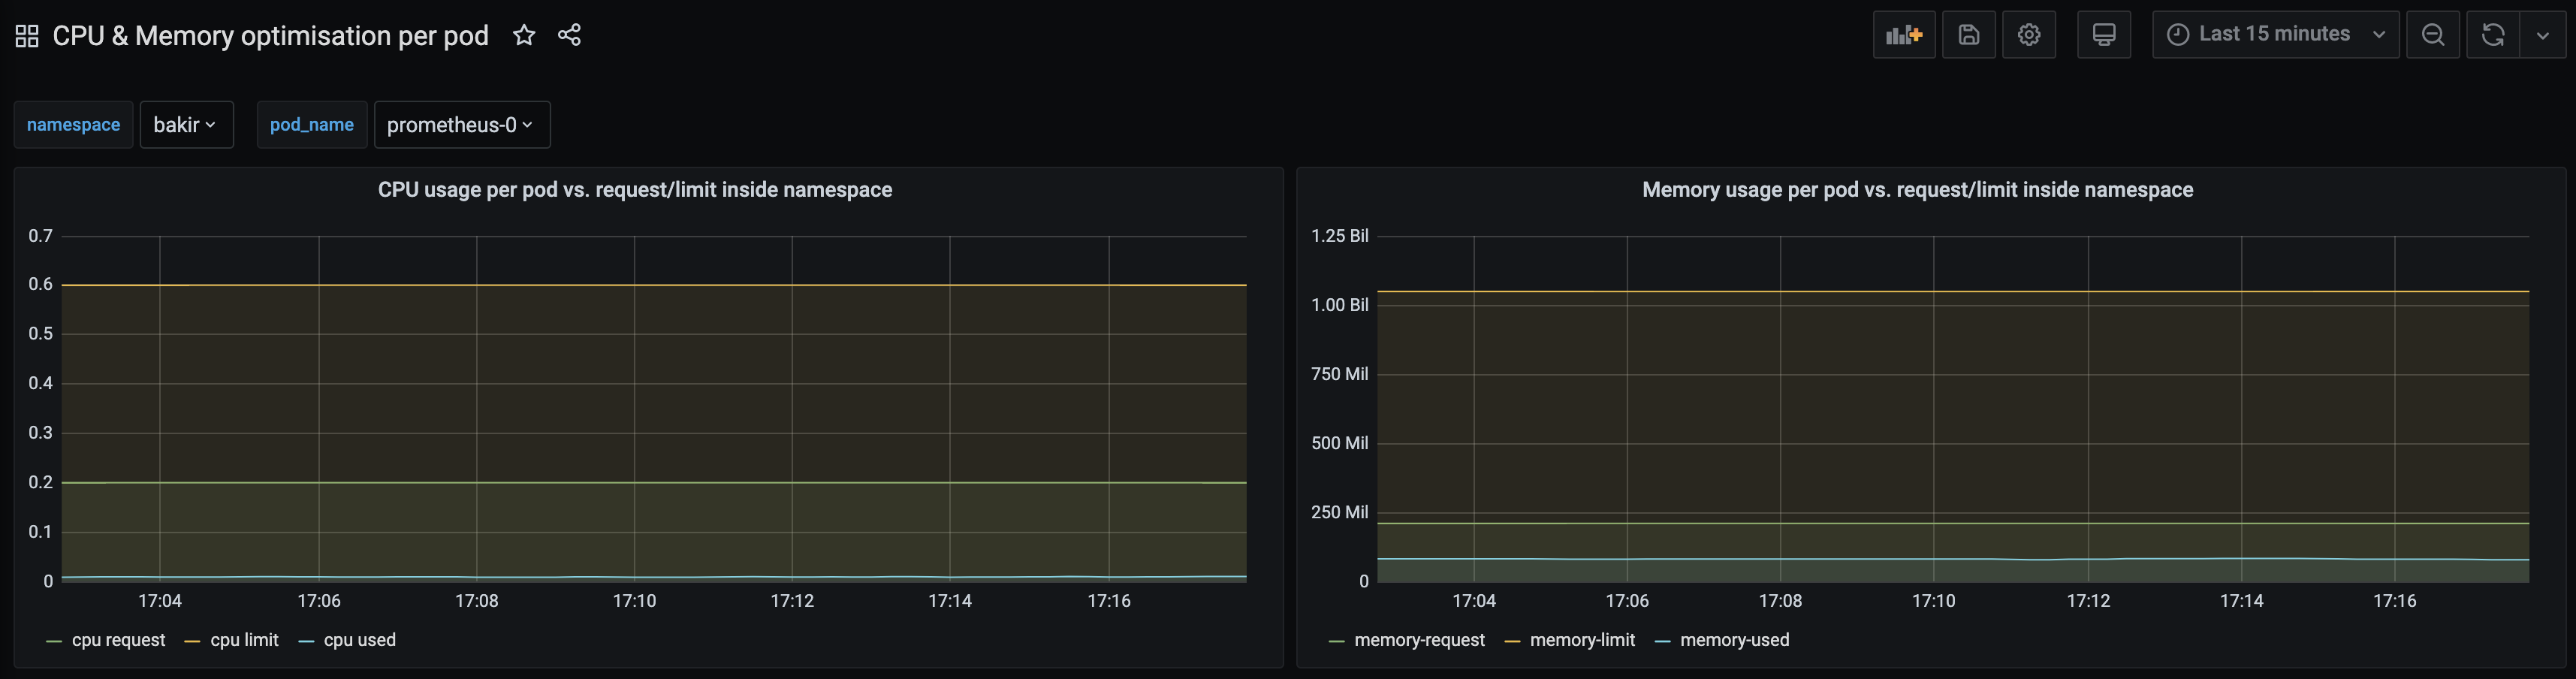 CPU & Memory optimisation per pod
Last 15 minutes
namespace bakir pod_name prometheus-0
CPU usage per pod vs. request/limit inside namespace
0.7
0.6
0.5
0.4
0.3
0.2
0.1
0
17:04 17:06 17:08 17:10 17:12 17:14 17:16
cpu request cpu limit cpu used
Memory usage per pod vs. request/limit inside namespace
1.25 Bil
1.00 Bil
750 Mil
500 Mil
250 Mil
0
17:04 17:06 17:08 17:10 17:12 17:14 17:16
memory-request memory-limit memory-used